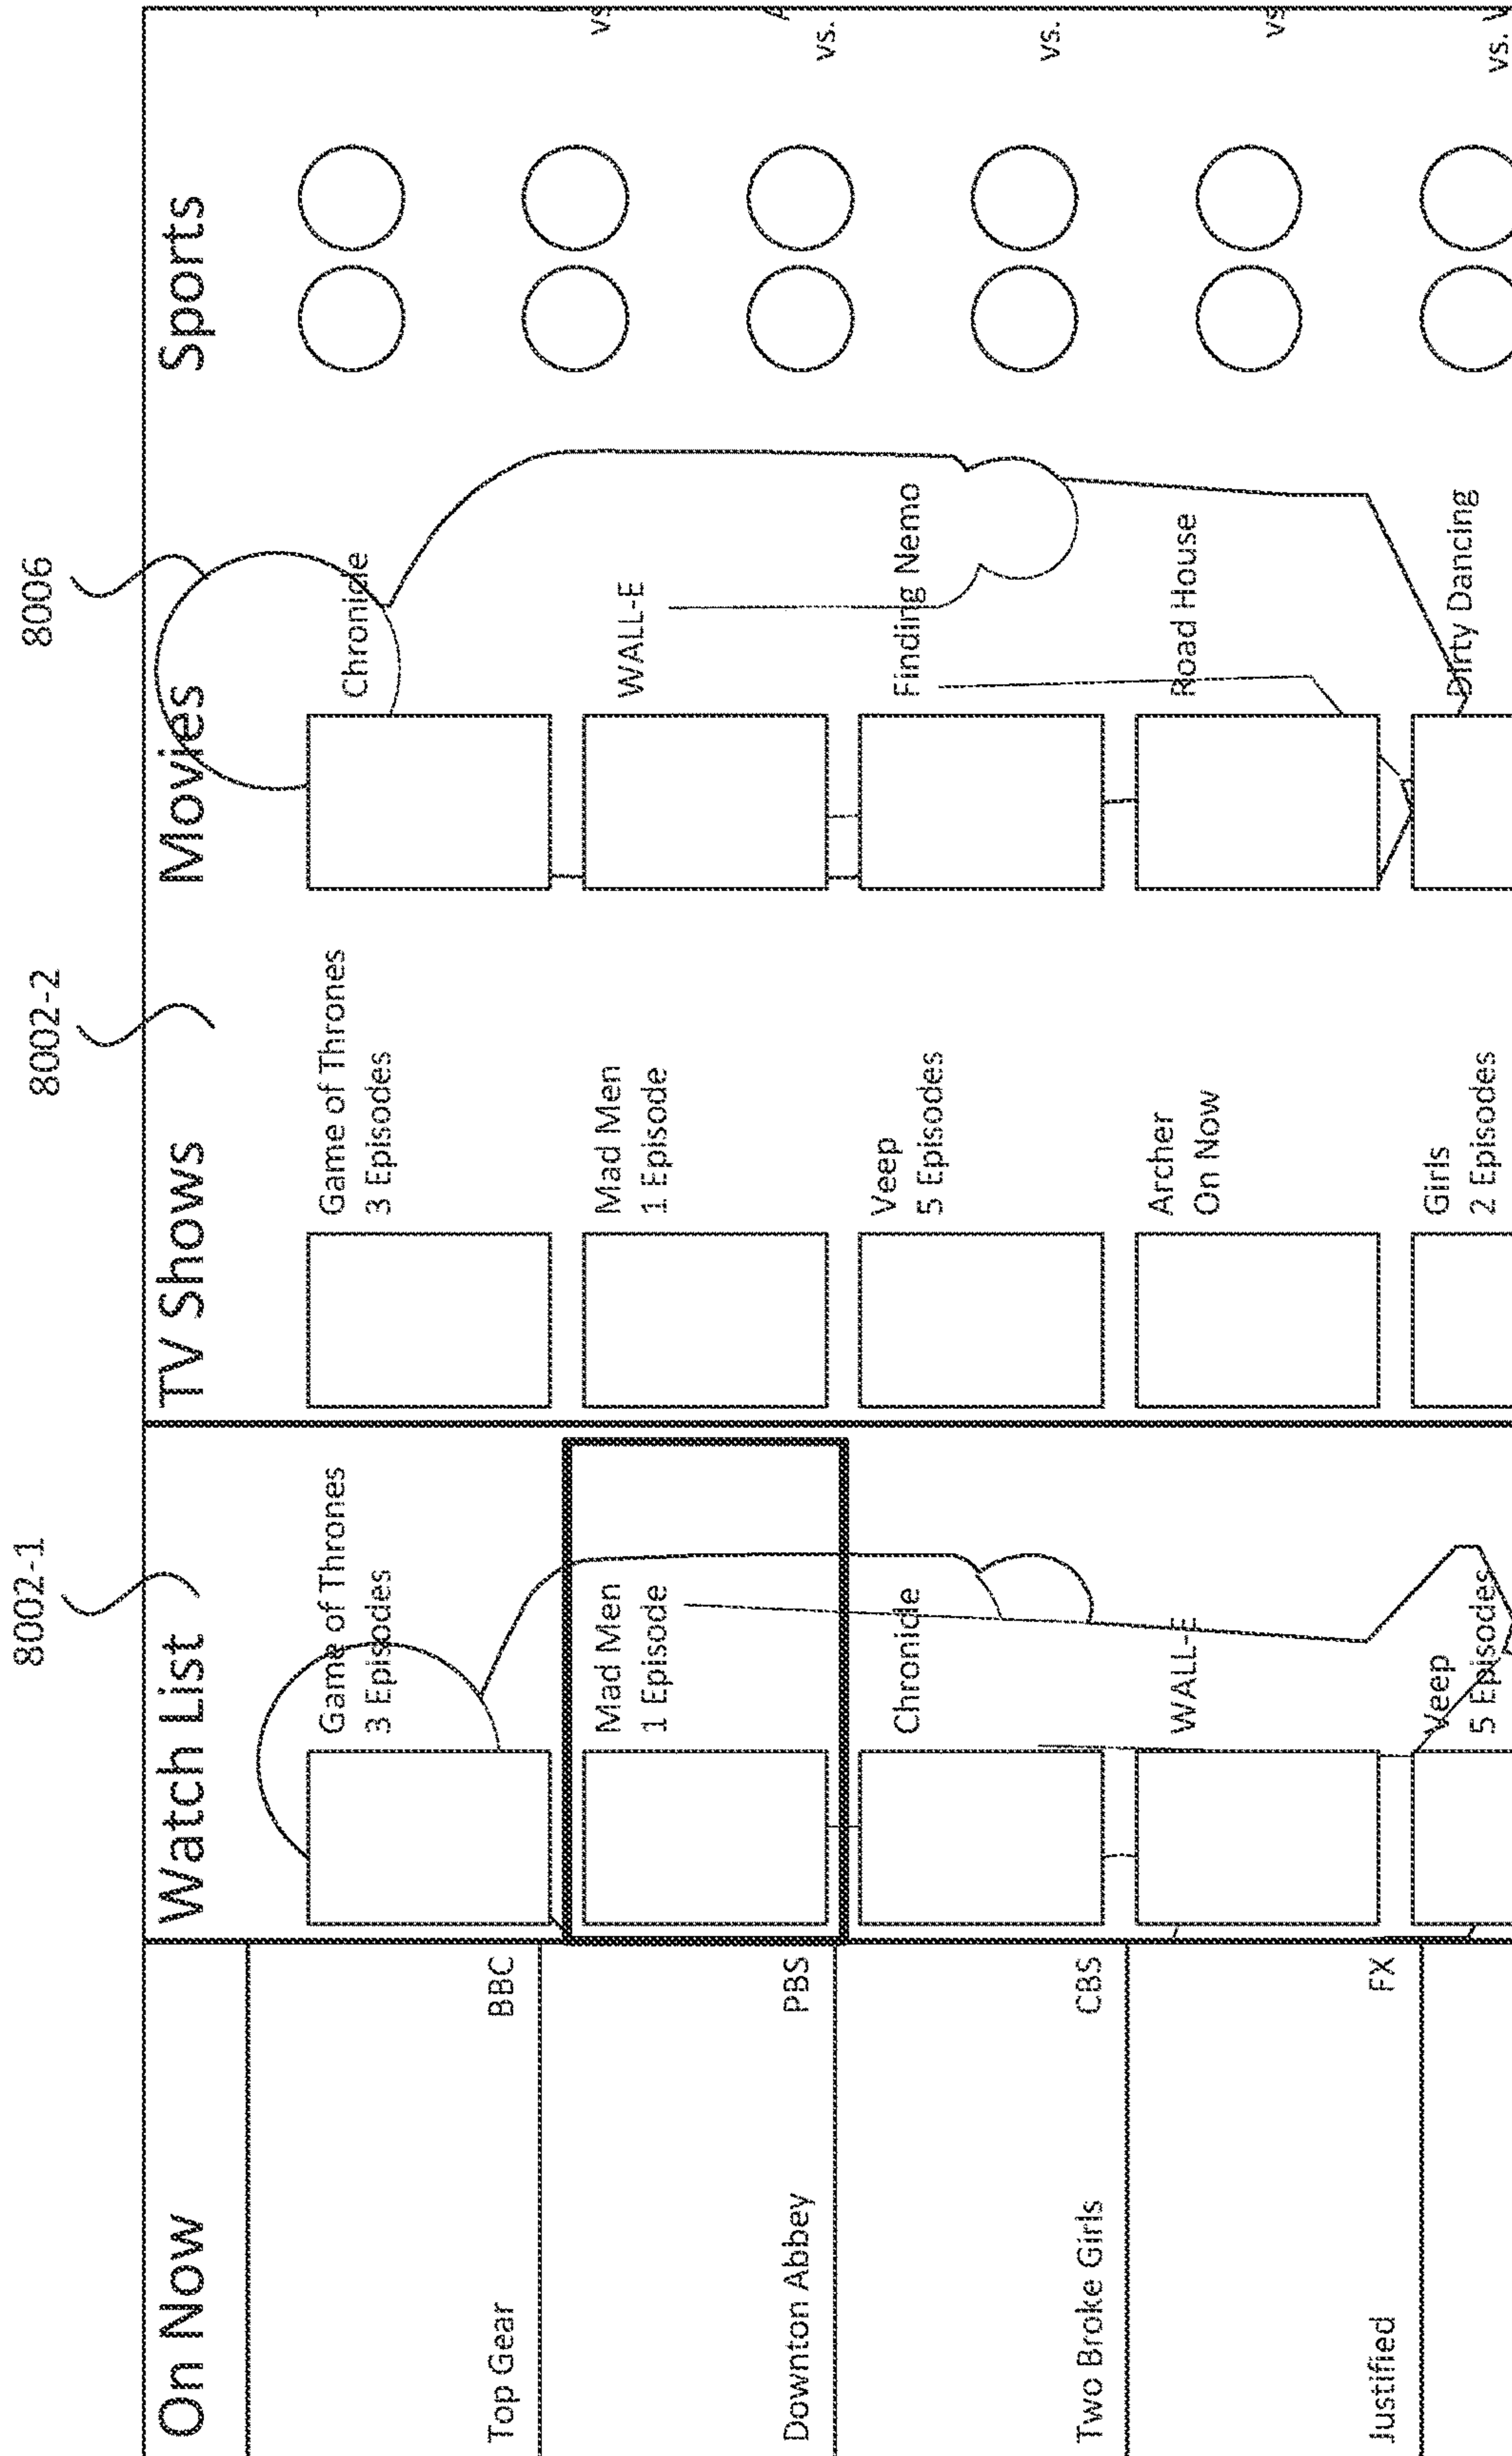 8002-1
8002-2
8006
On Now
Top Gear
BBC
Downton Abbey
PBS
Two Broke Girls
CBS
Justified
FX
Watch List
Game of Thrones
3 Episodes
Mad Men
1 Episode
Chronicle
WALL-E
Veep
5 Episodes
TV Shows
Game of Thrones
3 Episodes
Mad Men
1 Episode
Veep
5 Episodes
Archer
On Now
Girls
2 Episodes
Movies
Chronicle
WALL-E
Finding Nemo
Road House
Dirty Dancing
Sports
vs
vs.
vs.
vs
vs.